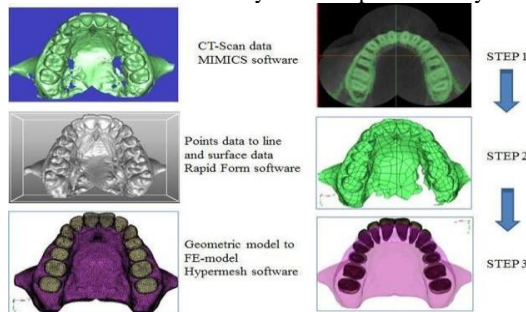 CT-Scan data
MIMICS software
STEP 1
Points data to line
and surface data
Rapid Form software
STEP 2
Geometric model to
FE-model
Hypermesh software
STEP 3